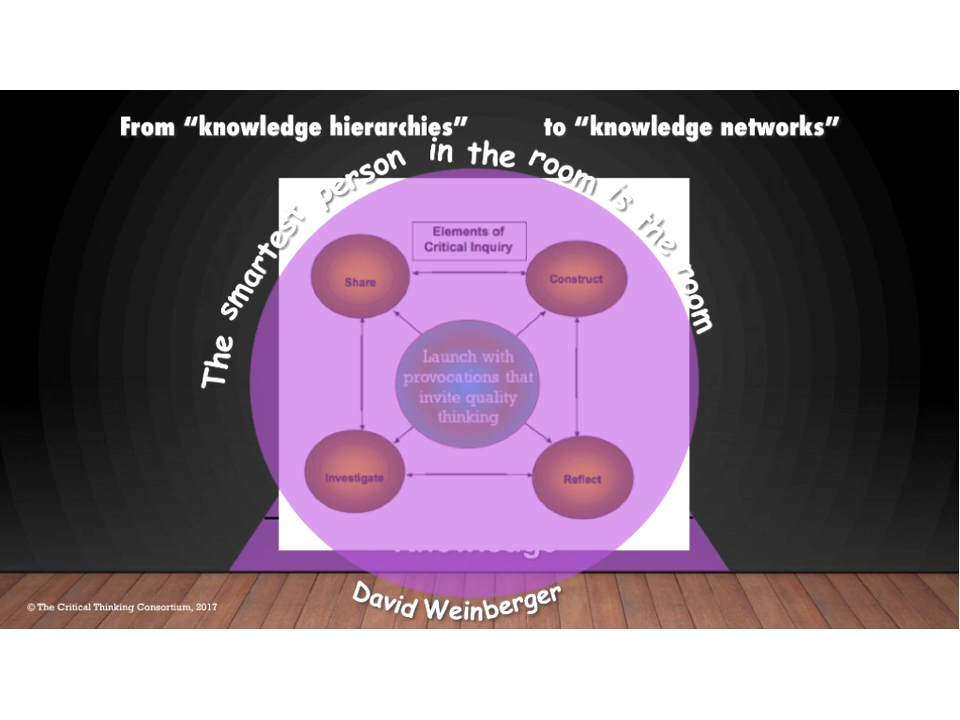 From “knowledge hierarchies” to “knowledge networks”
The smartest person in the room is the room
Elements of
Critical Inquiry
Share
Construct
Launch with
provocations that
invite quality
thinking
Investigate
Reflect
Knowledge
David Weinberger
© The Critical Thinking Consortium, 2017